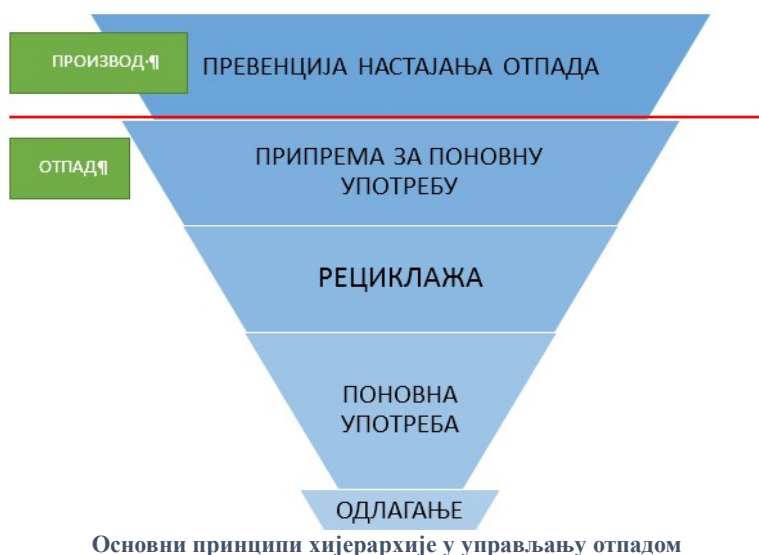 ПРОИЗВОД·¶
ПРЕВЕНЦИЈА НАСТАЈАЊА ОТПАДА
ОТПАД¶
ПРИПРЕМА ЗА ПОНОВНУ
УПОТРЕБУ
РЕЦИКЛАЖА
ПОНОВНА
УПОТРЕБА
ОДЛАГАЊЕ
Основни принципи хијерархије у управљању отпадом